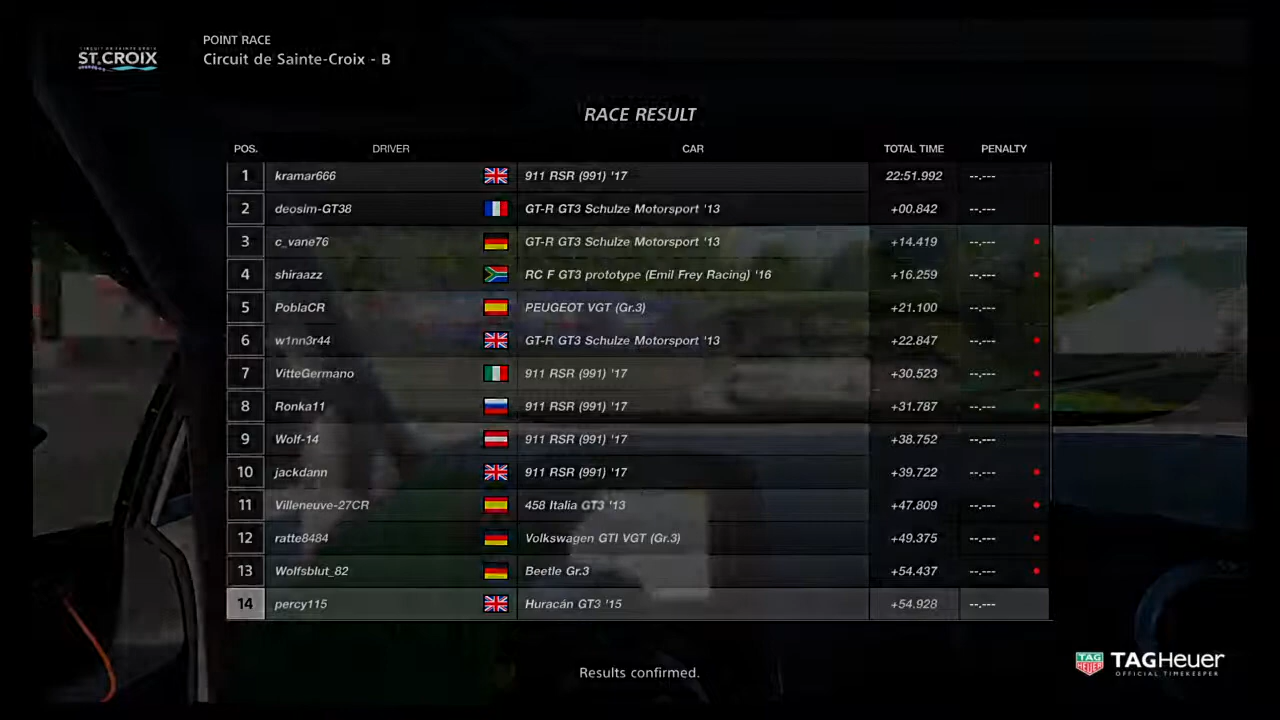 CIRCUIT DE SAINTE-CROIX
ST.CROIX
POINT RACE
Circuit de Sainte-Croix - B
RACE RESULT
POS. DRIVER CAR TOTAL TIME PENALTY
1 kramar666 911 RSR (991) '17 22:51.992 --.---
2 deosim-GT38 GT-R GT3 Schulze Motorsport '13 +00.842 --.---
3 c_vane76 GT-R GT3 Schulze Motorsport '13 +14.419 --.---
4 shiraazz RC F GT3 prototype (Emil Frey Racing) '16 +16.259 --.---
5 PoblaCR PEUGEOT VGT (Gr.3) +21.100 --.---
6 w1nn3r44 GT-R GT3 Schulze Motorsport '13 +22.847 --.---
7 VitteGermano 911 RSR (991) '17 +30.523 --.---
8 Ronka11 911 RSR (991) '17 +31.787 --.---
9 Wolf-14 911 RSR (991) '17 +38.752 --.---
10 jackdann 911 RSR (991) '17 +39.722 --.---
11 Villeneuve-27CR 458 Italia GT3 '13 +47.809 --.---
12 ratte8484 Volkswagen GTI VGT (Gr.3) +49.375 --.---
13 Wolfsblut_82 Beetle Gr.3 +54.437 --.---
14 percy115 Huracán GT3 '15 +54.928 --.---
Results confirmed.
TAG HEUER TAGHeuer
OFFICIAL TIMEKEEPER